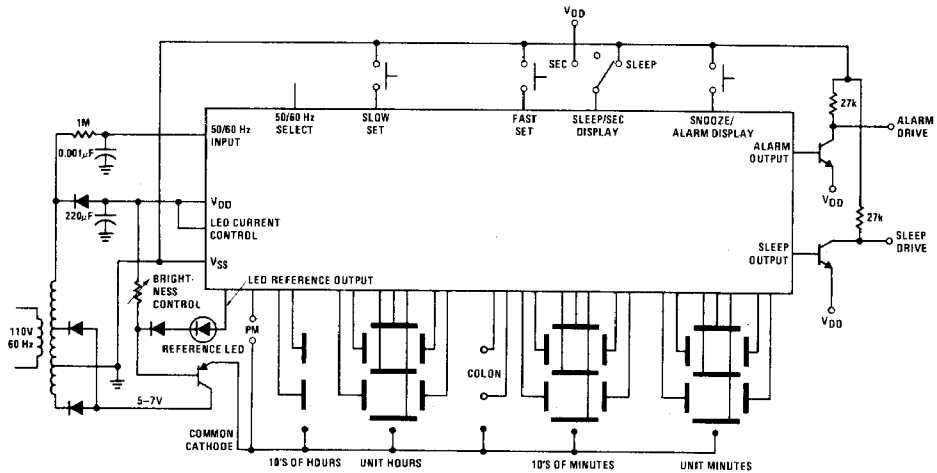 VDD
SEC
SLEEP
27k
ALARM
DRIVE
1M
50/60 Hz
INPUT
50/60 Hz
SELECT
SLOW
SET
FAST
SET
SLEEP/SEC
DISPLAY
SNOOZE/
ALARM DISPLAY
0.001µF
ALARM
OUTPUT
VDD
220µF
VDD
LED CURRENT
CONTROL
27k
SLEEP
DRIVE
VSS
SLEEP
OUTPUT
BRIGHT-
NESS
CONTROL
LED REFERENCE OUTPUT
VDD
110V
60 Hz
REFERENCE LED
PM
COLON
5–7V
COMMON
CATHODE
10'S OF HOURS
UNIT HOURS
10'S OF MINUTES
UNIT MINUTES